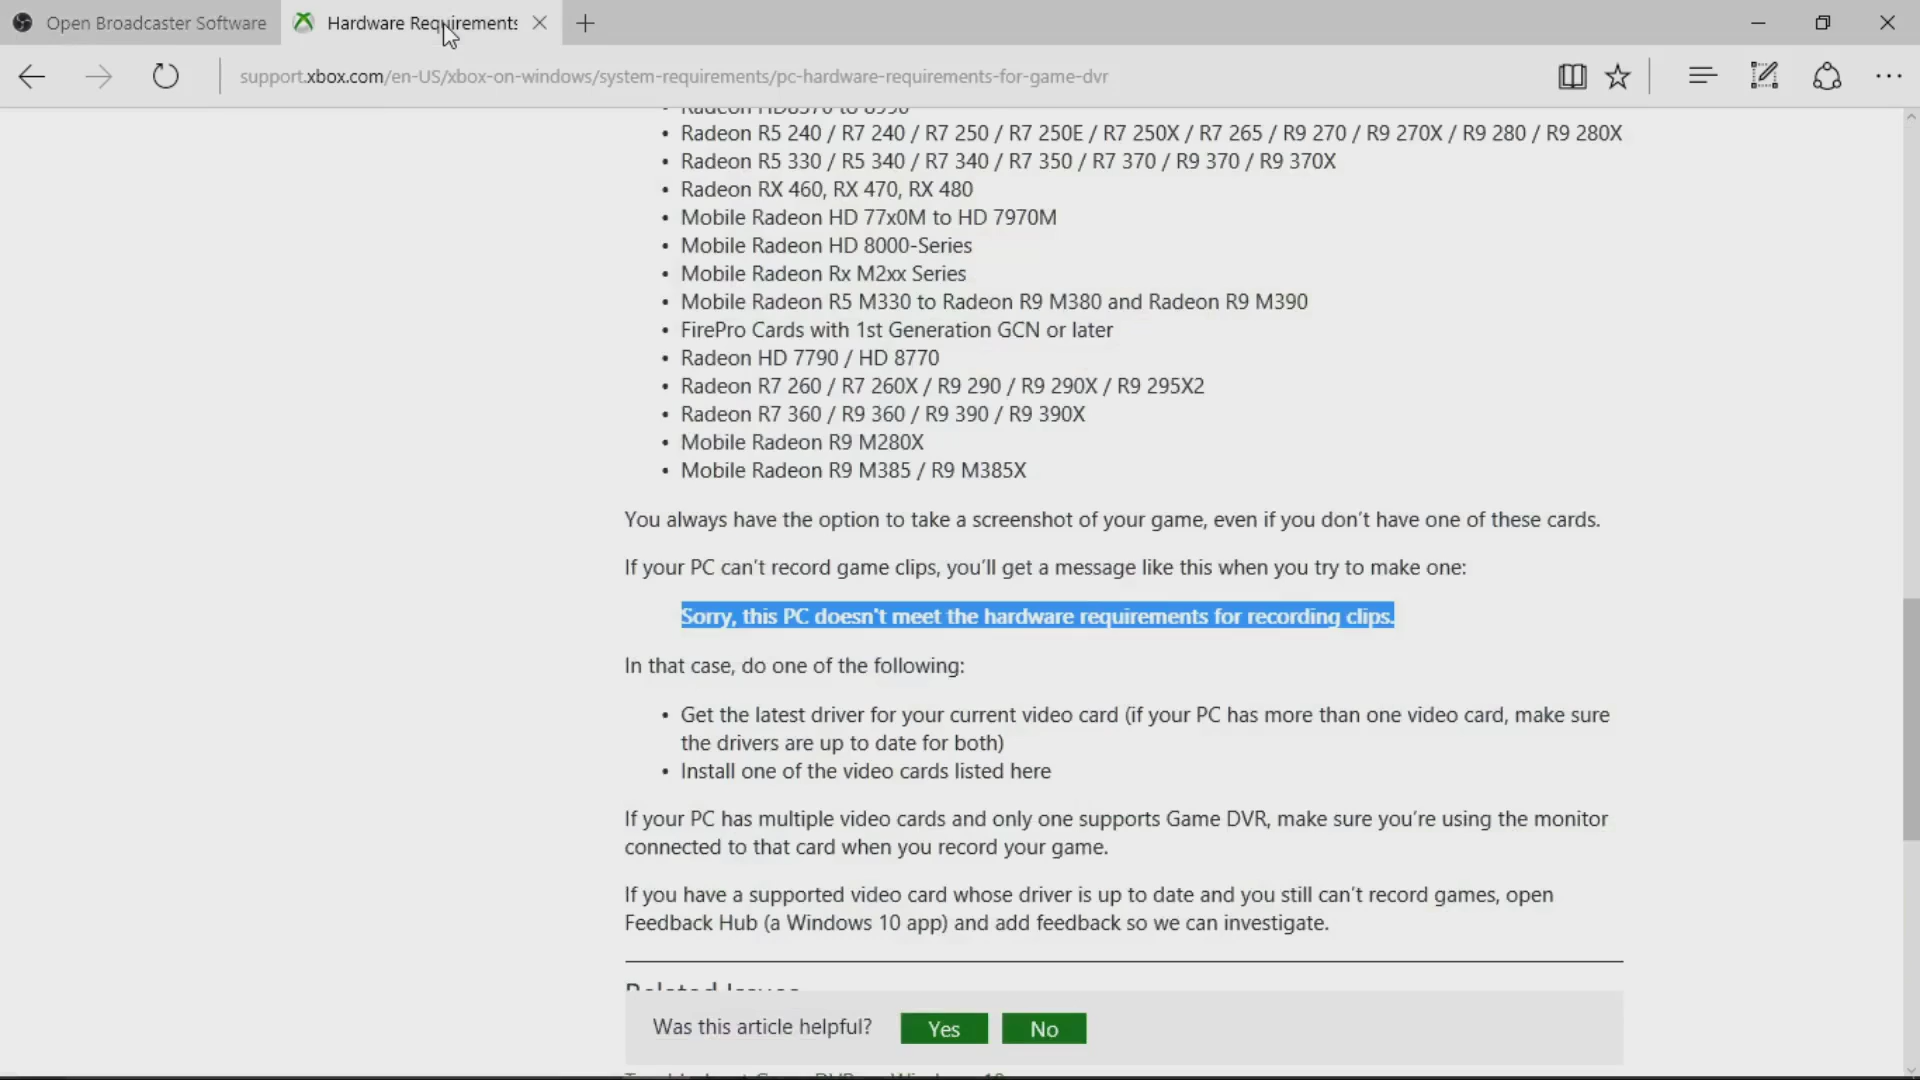 Open Broadcaster Software
Hardware Requirements
support.xbox.com/en-US/xbox-on-windows/system-requirements/pc-hardware-requirements-for-game-dvr
• Radeon HD8570 to 8990
• Radeon R5 240 / R7 240 / R7 250 / R7 250E / R7 250X / R7 265 / R9 270 / R9 270X / R9 280 / R9 280X
• Radeon R5 330 / R5 340 / R7 340 / R7 350 / R7 370 / R9 370 / R9 370X
• Radeon RX 460, RX 470, RX 480
• Mobile Radeon HD 77x0M to HD 7970M
• Mobile Radeon HD 8000-Series
• Mobile Radeon Rx M2xx Series
• Mobile Radeon R5 M330 to Radeon R9 M380 and Radeon R9 M390
• FirePro Cards with 1st Generation GCN or later
• Radeon HD 7790 / HD 8770
• Radeon R7 260 / R7 260X / R9 290 / R9 290X / R9 295X2
• Radeon R7 360 / R9 360 / R9 390 / R9 390X
• Mobile Radeon R9 M280X
• Mobile Radeon R9 M385 / R9 M385X
You always have the option to take a screenshot of your game, even if you don't have one of these cards.
If your PC can't record game clips, you'll get a message like this when you try to make one:
Sorry, this PC doesn't meet the hardware requirements for recording clips.
In that case, do one of the following:
• Get the latest driver for your current video card (if your PC has more than one video card, make sure
the drivers are up to date for both)
• Install one of the video cards listed here
If your PC has multiple video cards and only one supports Game DVR, make sure you're using the monitor
connected to that card when you record your game.
If you have a supported video card whose driver is up to date and you still can't record games, open
Feedback Hub (a Windows 10 app) and add feedback so we can investigate.
Related Issues
Was this article helpful? Yes No